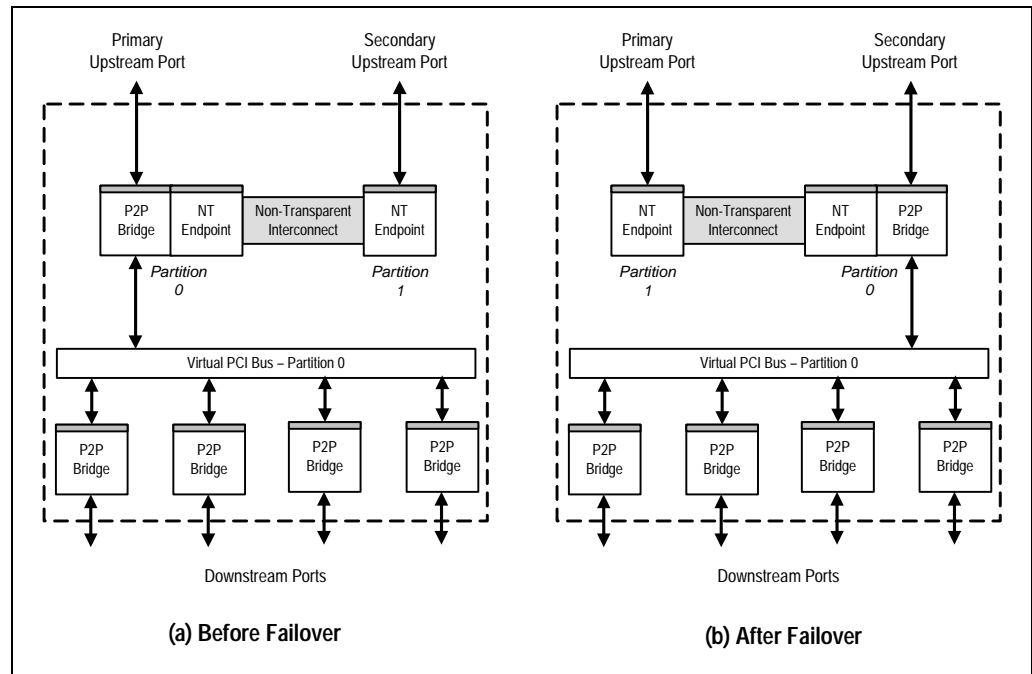 Primary
Upstream Port
Secondary
Upstream Port
P2P
Bridge
NT
Endpoint
Non-Transparent
Interconnect
NT
Endpoint
Partition
0
Partition
1
Virtual PCI Bus – Partition 0
P2P
Bridge
P2P
Bridge
P2P
Bridge
P2P
Bridge
Downstream Ports
(a) Before Failover
Primary
Upstream Port
Secondary
Upstream Port
NT
Endpoint
Non-Transparent
Interconnect
NT
Endpoint
P2P
Bridge
Partition
1
Partition
0
Virtual PCI Bus – Partition 0
P2P
Bridge
P2P
Bridge
P2P
Bridge
P2P
Bridge
Downstream Ports
(b) After Failover